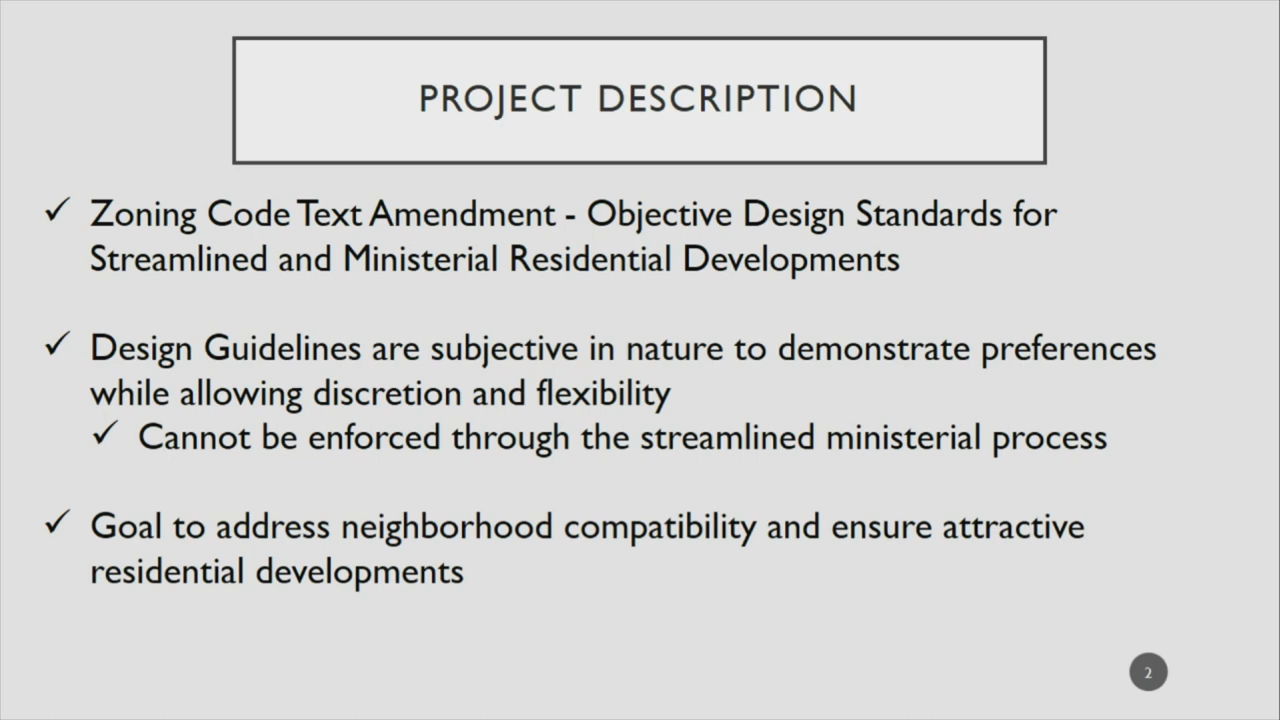 PROJECT DESCRIPTION
✓ Zoning Code Text Amendment - Objective Design Standards for
Streamlined and Ministerial Residential Developments
✓ Design Guidelines are subjective in nature to demonstrate preferences
while allowing discretion and flexibility
✓ Cannot be enforced through the streamlined ministerial process
✓ Goal to address neighborhood compatibility and ensure attractive
residential developments
2